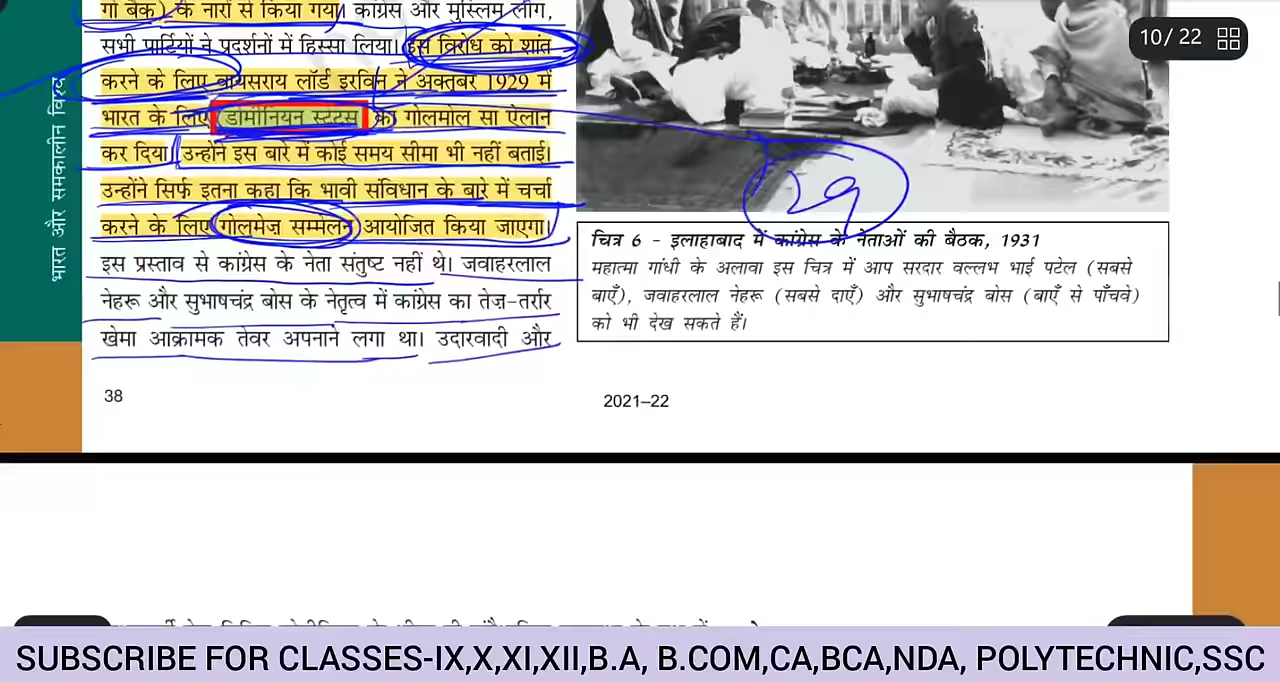 गो बैक) के नारों से किया गया। कांग्रेस और मुस्लिम लीग,
सभी पार्टियों ने प्रदर्शनों में हिस्सा लिया। इस विरोध को शांत
करने के लिए वायसराय लॉर्ड इरविन ने अक्तूबर 1929 में
भारत के लिए डोमीनियन स्टेटस का गोलमोल सा ऐलान
कर दिया। उन्होंने इस बारे में कोई समय सीमा भी नहीं बताई।
उन्होंने सिर्फ इतना कहा कि भावी संविधान के बारे में चर्चा
करने के लिए गोलमेज़ सम्मेलन आयोजित किया जाएगा।
इस प्रस्ताव से कांग्रेस के नेता संतुष्ट नहीं थे। जवाहरलाल
नेहरू और सुभाषचंद्र बोस के नेतृत्व में कांग्रेस का तेज़-तर्रार
खेमा आक्रामक तेवर अपनाने लगा था। उदारवादी और
38
भारत और समकालीन विश्व
10/ 22
29
चित्र 6 - इलाहाबाद में कांग्रेस के नेताओं की बैठक, 1931
महात्मा गांधी के अलावा इस चित्र में आप सरदार वल्लभ भाई पटेल (सबसे
बाएँ), जवाहरलाल नेहरू (सबसे दाएँ) और सुभाषचंद्र बोस (बाएँ से पाँचवे)
को भी देख सकते हैं।
2021–22
SUBSCRIBE FOR CLASSES-IX,X,XI,XII,B.A, B.COM,CA,BCA,NDA, POLYTECHNIC,SSC